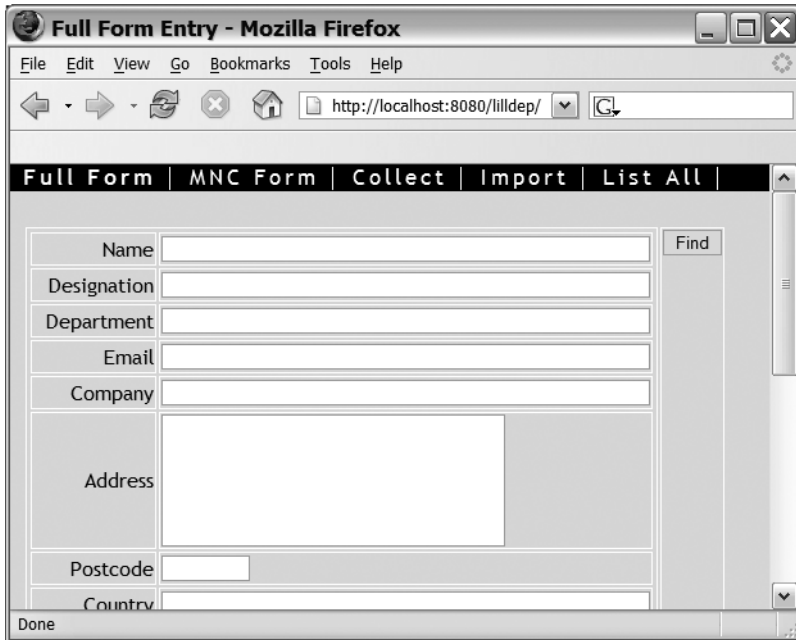 Full Form Entry - Mozilla Firefox
File Edit View Go Bookmarks Tools Help
http://localhost:8080/lilldep/ G
Full Form | MNC Form | Collect | Import | List All |
Name Find
Designation
Department
Email
Company
Address
Postcode
Country
Done